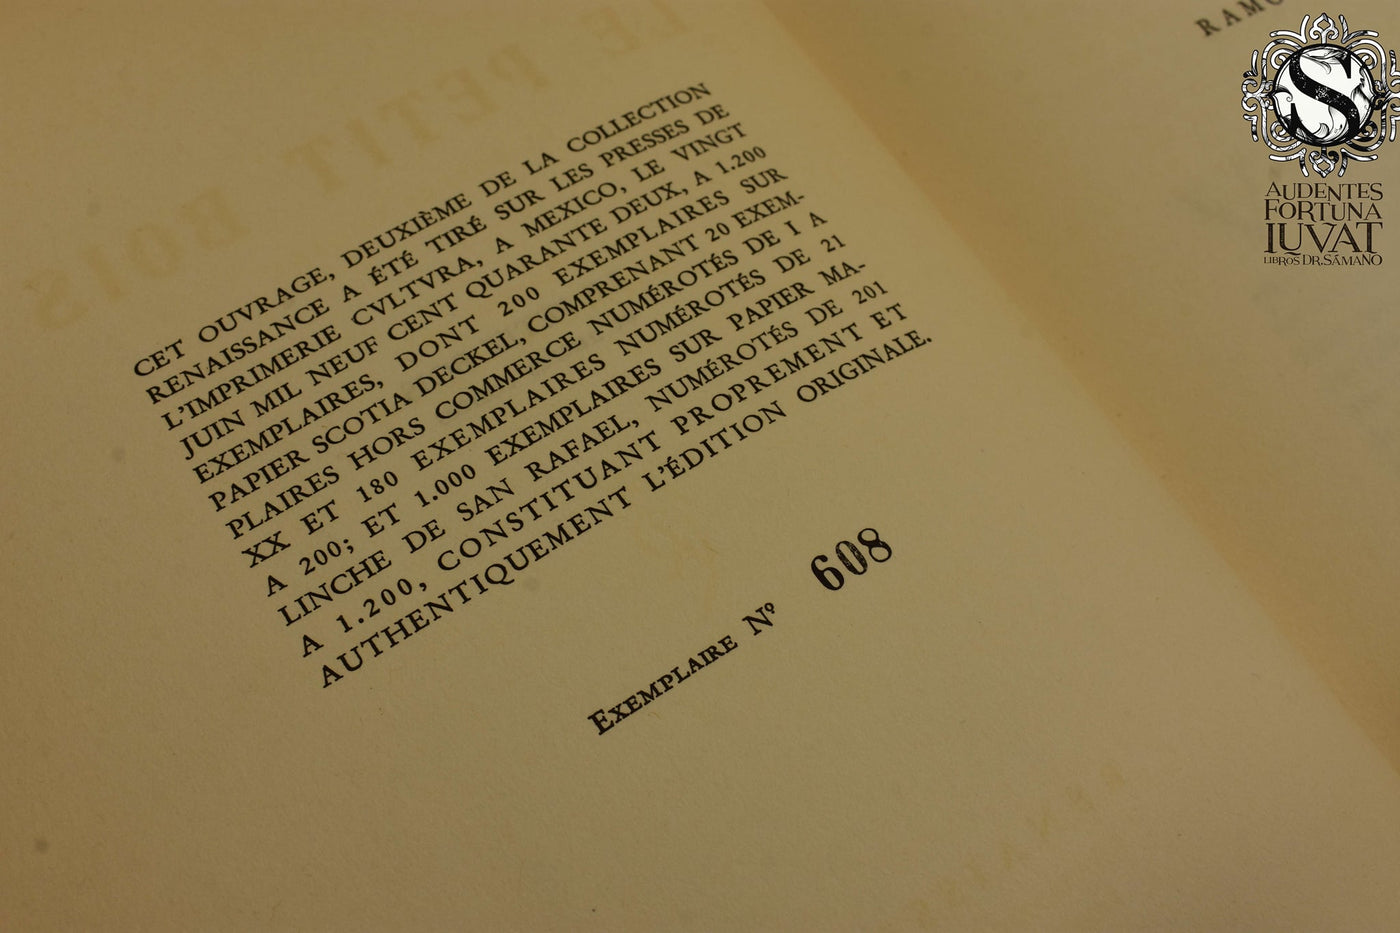 CET OUVRAGE, DEUXIÈME DE LA COLLECTION
RENAISSANCE A ÉTÉ TIRÉ SUR LES PRESSES DE
L'IMPRIMERIE CVLTVRA, A MEXICO, LE VINGT
JUIN MIL NEUF CENT QUARANTE DEUX, A 1.200
EXEMPLAIRES, DONT 200 EXEMPLAIRES SUR
PAPIER SCOTIA DECKEL, COMPRENANT 20 EXEM-
PLAIRES HORS COMMERCE NUMÉROTÉS DE I A
XX ET 180 EXEMPLAIRES NUMÉROTÉS DE 21
A 200; ET 1.000 EXEMPLAIRES SUR PAPIER MA-
LINCHE DE SAN RAFAEL, NUMÉROTÉS DE 201
A 1.200, CONSTITUANT PROPREMENT ET
AUTHENTIQUEMENT L'ÉDITION ORIGINALE.
EXEMPLAIRE Nº 608
S
AUDENTES
FORTUNA
IUVAT
LIBROS DR. SÁMANO